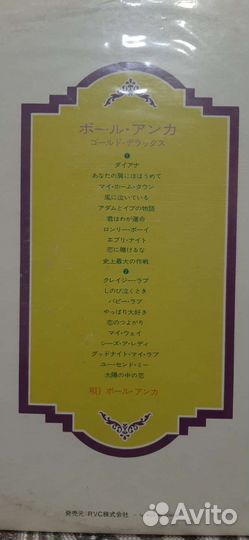 ポール・アンカ
ゴールド・デラックス
1
ダイアナ
あなたの肩にほほうめて
マイ・ホーム・タウン
風に泣いている
アダムとイブの物語
君はわが運命
ロンリー・ボーイ
エブリ・ナイト
恋に賭けるな
史上最大の作戦
2
クレイジー・ラブ
しのび泣くとき
パピー・ラブ
やっぱり大好き
恋のつよがり
マイ・ウェイ
シーズ・ア・レディ
グッドナイト・マイ・ラブ
ユー・センド・ミー
太陽の中の恋
唄) ポール・アンカ
発売元:RVC株式会社
Avito